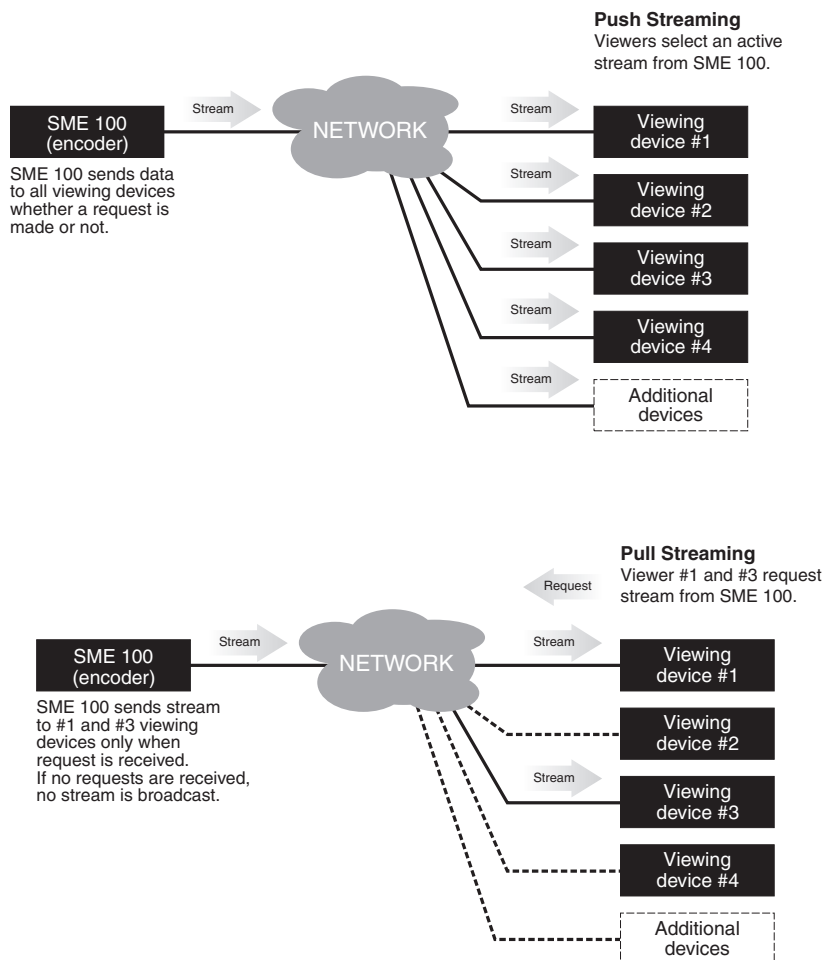 Push Streaming
Viewers select an active
stream from SME 100.
SME 100
(encoder)
Stream
NETWORK
SME 100 sends data
to all viewing devices
whether a request is
made or not.
Stream
Viewing
device #1
Stream
Viewing
device #2
Stream
Viewing
device #3
Stream
Viewing
device #4
Stream
Additional
devices
Pull Streaming
Viewer #1 and #3 request
stream from SME 100.
Request
SME 100
(encoder)
Stream
NETWORK
SME 100 sends stream
to #1 and #3 viewing
devices only when
request is received.
If no requests are received,
no stream is broadcast.
Stream
Viewing
device #1
Viewing
device #2
Stream
Viewing
device #3
Viewing
device #4
Additional
devices